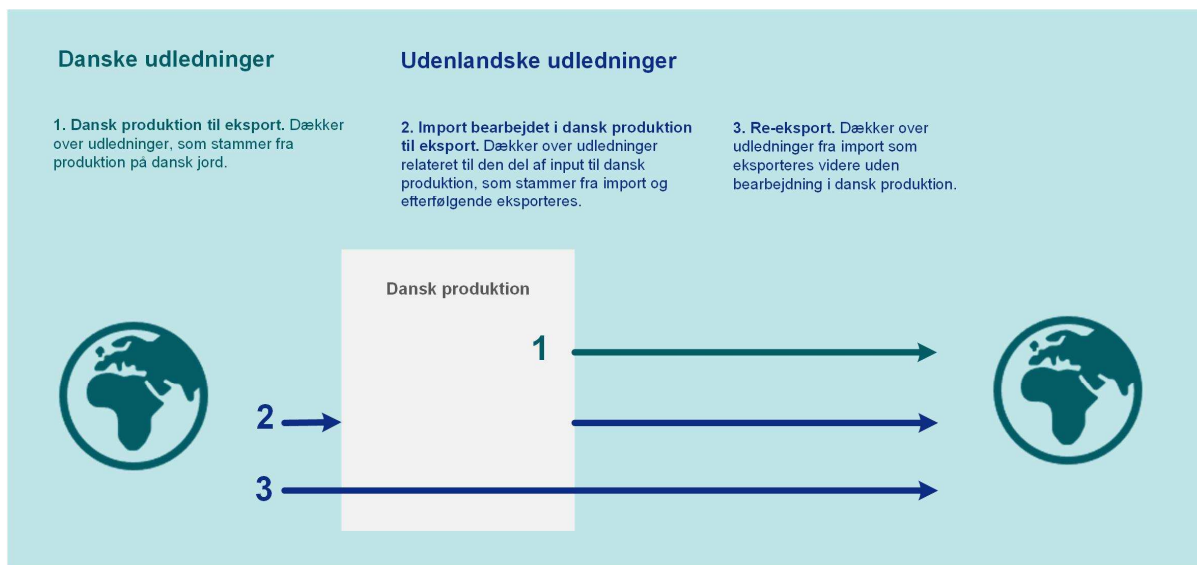 Danske udledninger
1. Dansk produktion til eksport. Dækker
over udledninger, som stammer fra
produktion på dansk jord.
Udenlandske udledninger
2. Import bearbejdet i dansk produktion
til eksport. Dækker over udledninger
relateret til den del af input til dansk
produktion, som stammer fra import og
efterfølgende eksporteres.
3. Re-eksport. Dækker over
udledninger fra import som
eksporteres videre uden
bearbejdning i dansk produktion.
Dansk produktion
1
2
3